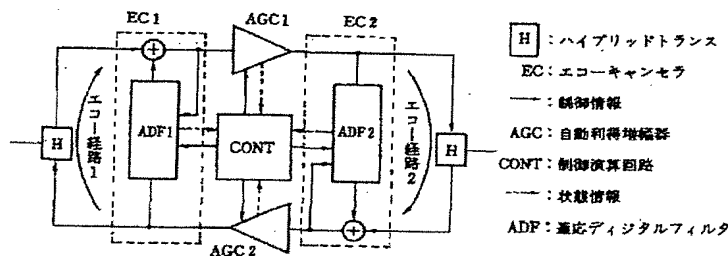 EC1
AGC1
EC2
エコー経路1
H
ADF1
CONT
ADF2
エコー経路2
H
AGC2
H:ハイブリッドトランス
EC:エコーキャンセラ
制御情報
AGC:自動利得増幅器
CONT:制御演算回路
状態情報
ADF:適応ディジタルフィルタ